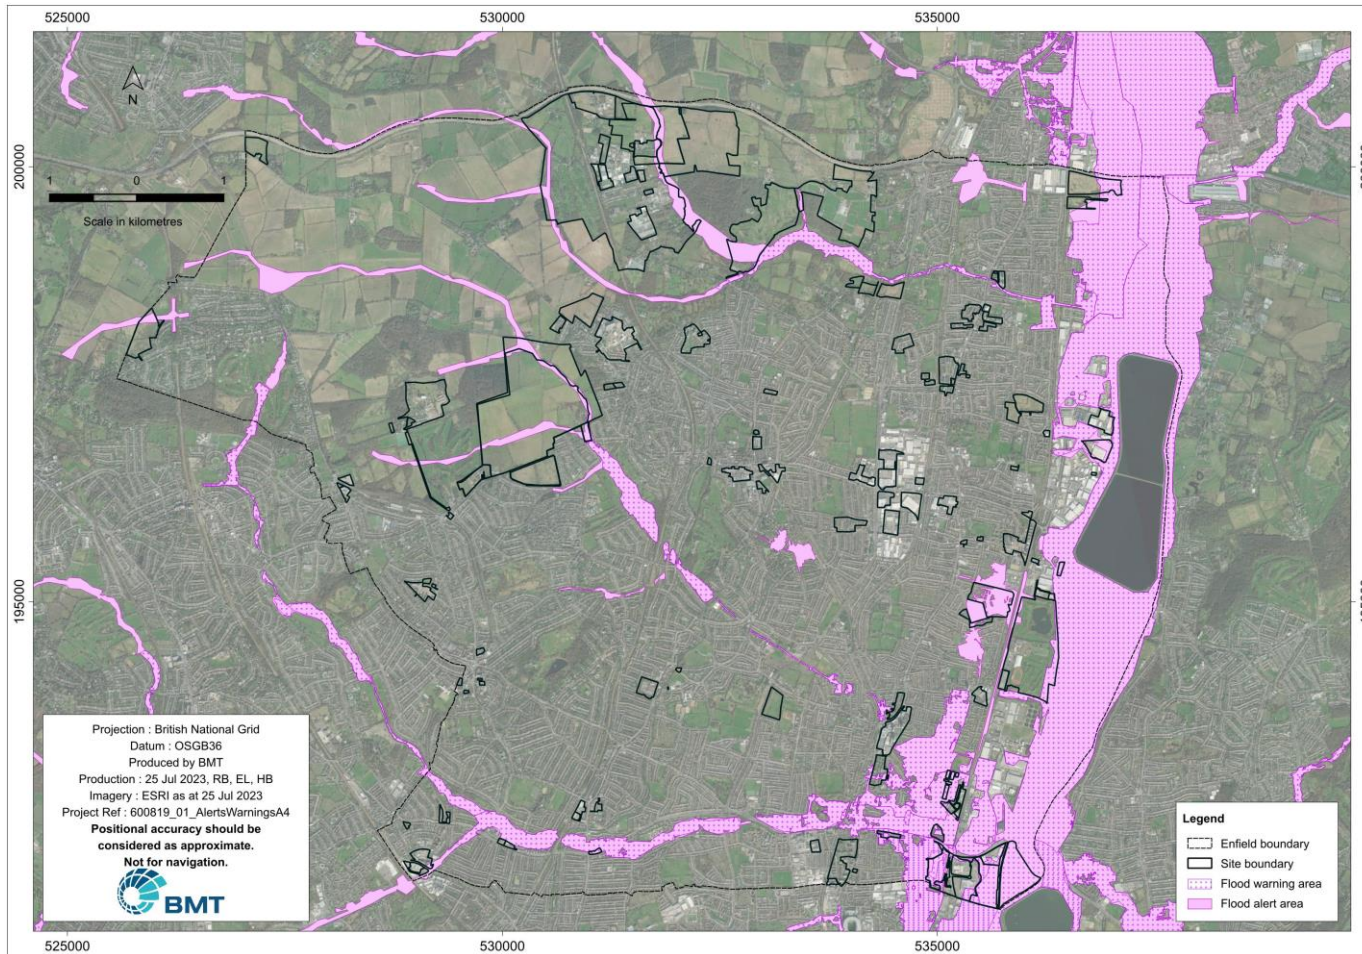 525000
530000
535000
N
200000
1 0 1
Scale in kilometres
195000
Projection : British National Grid
Datum : OSGB36
Produced by BMT
Production : 25 Jul 2023, RB, EL, HB
Imagery : ESRI as at 25 Jul 2023
Project Ref : 600819_01_AlertsWarningsA4
Positional accuracy should be
considered as approximate.
Not for navigation.
BMT
Legend
Enfield boundary
Site boundary
Flood warning area
Flood alert area
525000
530000
535000